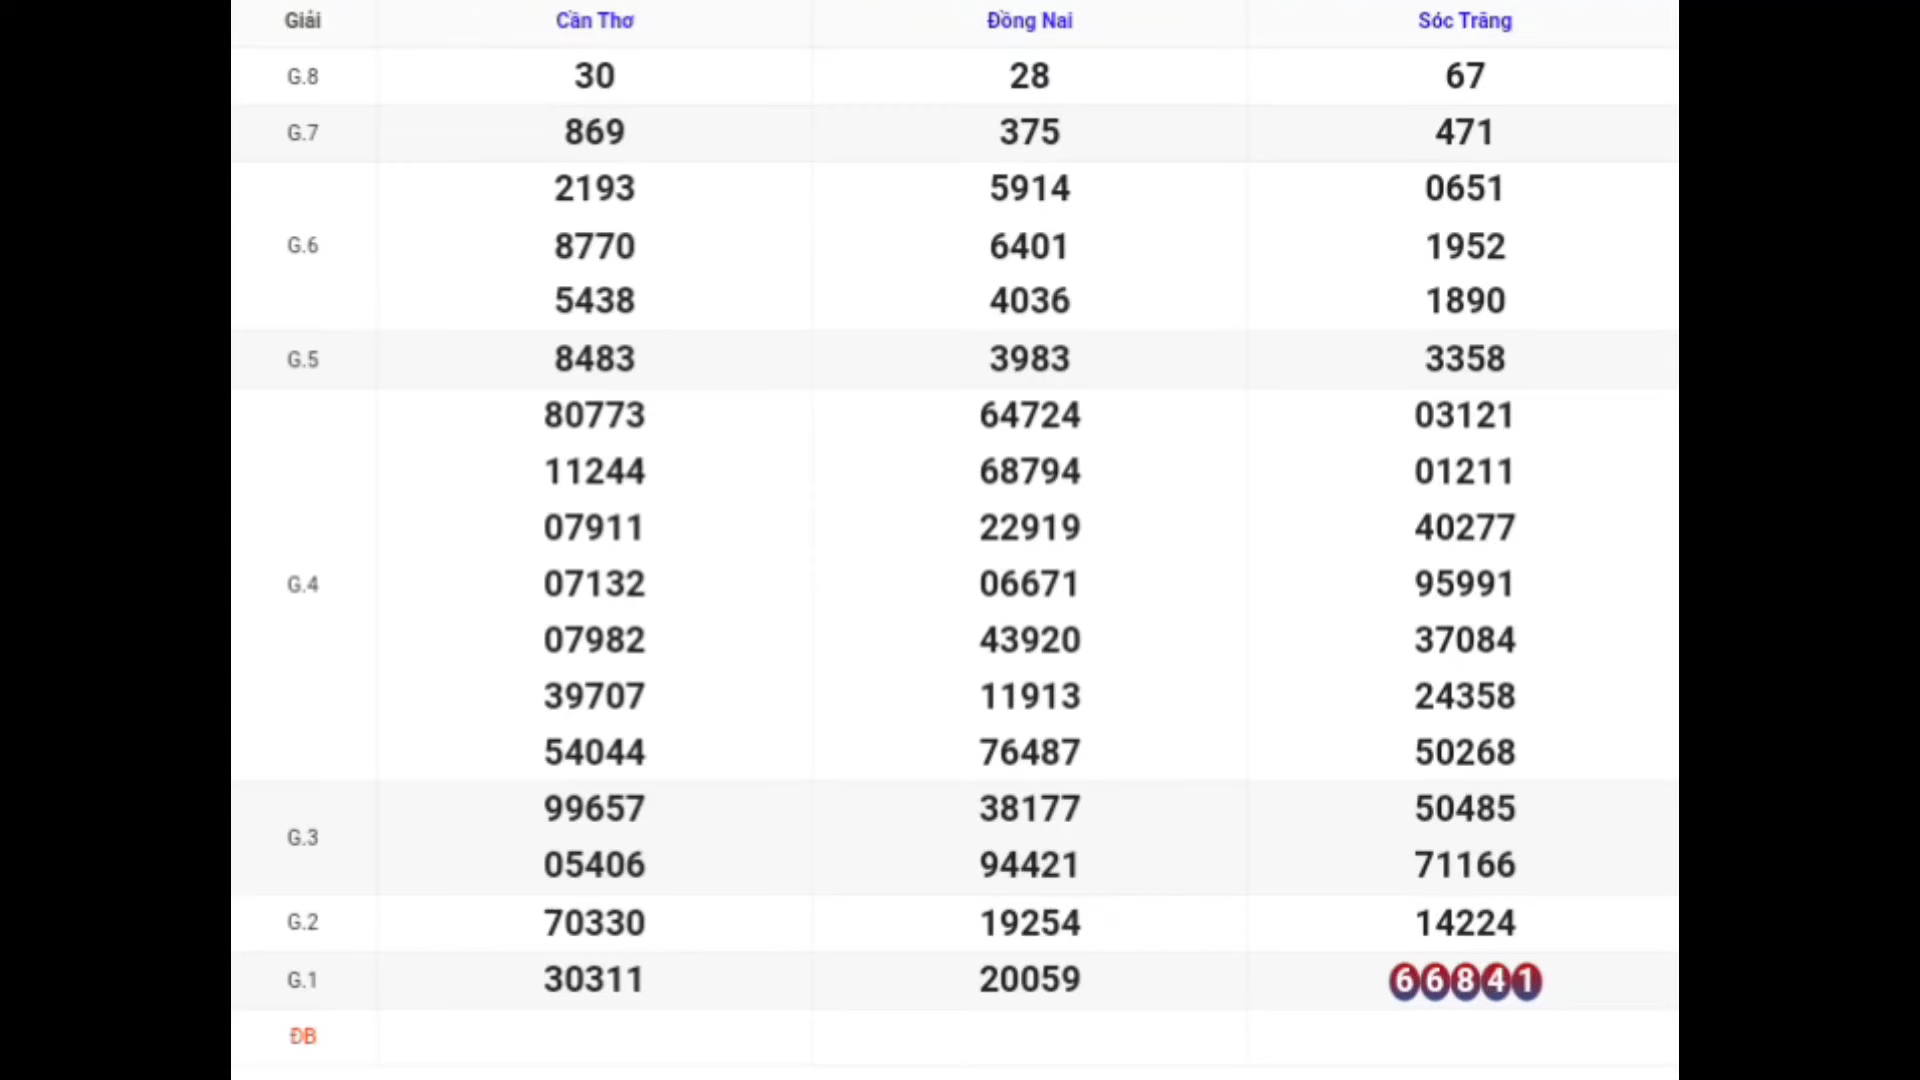 Giải Cần Thơ Đồng Nai Sóc Trăng
G.8 30 28 67
G.7 869 375 471
2193 5914 0651
G.6 8770 6401 1952
5438 4036 1890
G.5 8483 3983 3358
80773 64724 03121
11244 68794 01211
07911 22919 40277
G.4 07132 06671 95991
07982 43920 37084
39707 11913 24358
54044 76487 50268
99657 38177 50485
G.3
05406 94421 71166
G.2 70330 19254 14224
G.1 30311 20059 66841
ĐB